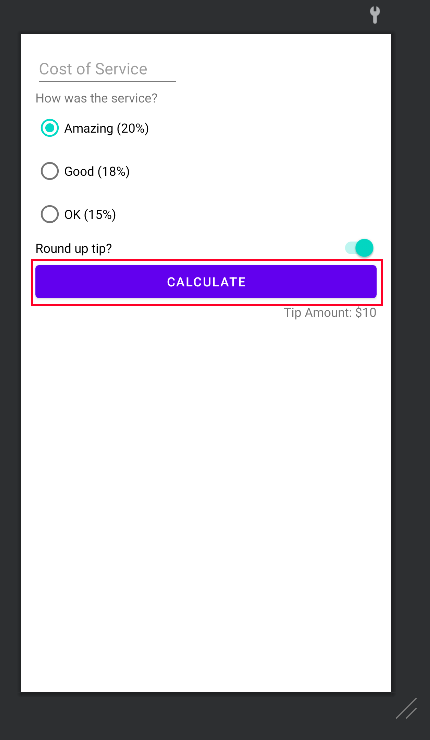 Cost of Service
How was the service?
Amazing (20%)
Good (18%)
OK (15%)
Round up tip?
CALCULATE
Tip Amount: $10